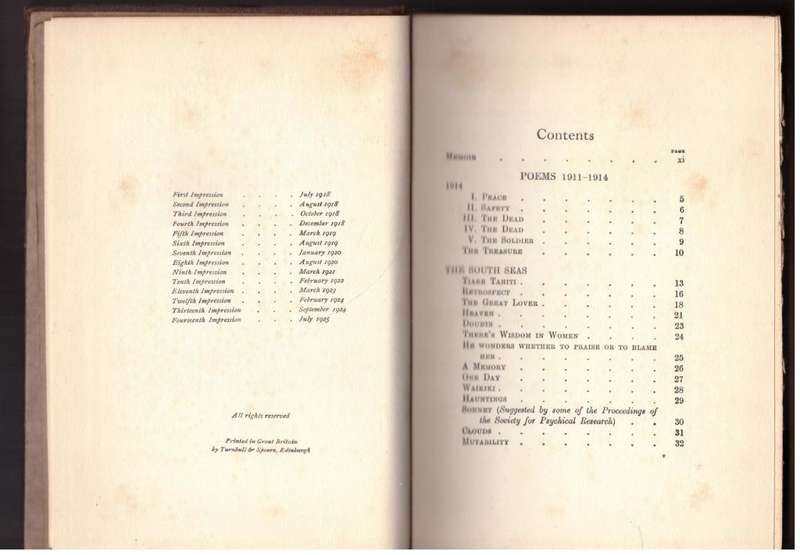 First Impression . . . . July 1918
Second Impression . . . . August 1918
Third Impression . . . . October 1918
Fourth Impression . . . . December 1918
Fifth Impression . . . . March 1919
Sixth Impression . . . . August 1919
Seventh Impression . . . . January 1920
Eighth Impression . . . . August 1920
Ninth Impression . . . . March 1921
Tenth Impression . . . . February 1922
Eleventh Impression . . . . March 1923
Twelfth Impression . . . . February 1924
Thirteenth Impression . . . September 1924
Fourteenth Impression . . . July 1925
All rights reserved
Printed in Great Britain
by Turnbull & Spears, Edinburgh
Contents
PAGE
Memoir . . . . . . . xi
POEMS 1911-1914
1914
I. Peace . . . . . . 5
II. Safety . . . . . . 6
III. The Dead . . . . . 7
IV. The Dead . . . . . 8
V. The Soldier . . . . . 9
The Treasure . . . . . 10
THE SOUTH SEAS
Tiare Tahiti . . . . . . 13
Retrospect . . . . . . 16
The Great Lover . . . . . 18
Heaven . . . . . . . 21
Doubts . . . . . . . 23
There's Wisdom in Women . . . . 24
He wonders whether to praise or to blame
her . . . . . . . 25
A Memory . . . . . . 26
One Day . . . . . . 27
Waikiki . . . . . . . 28
Hauntings . . . . . . 29
Sonnet (Suggested by some of the Proceedings of
the Society for Psychical Research) . . 30
Clouds . . . . . . . 31
Mutability . . . . . . 32
v